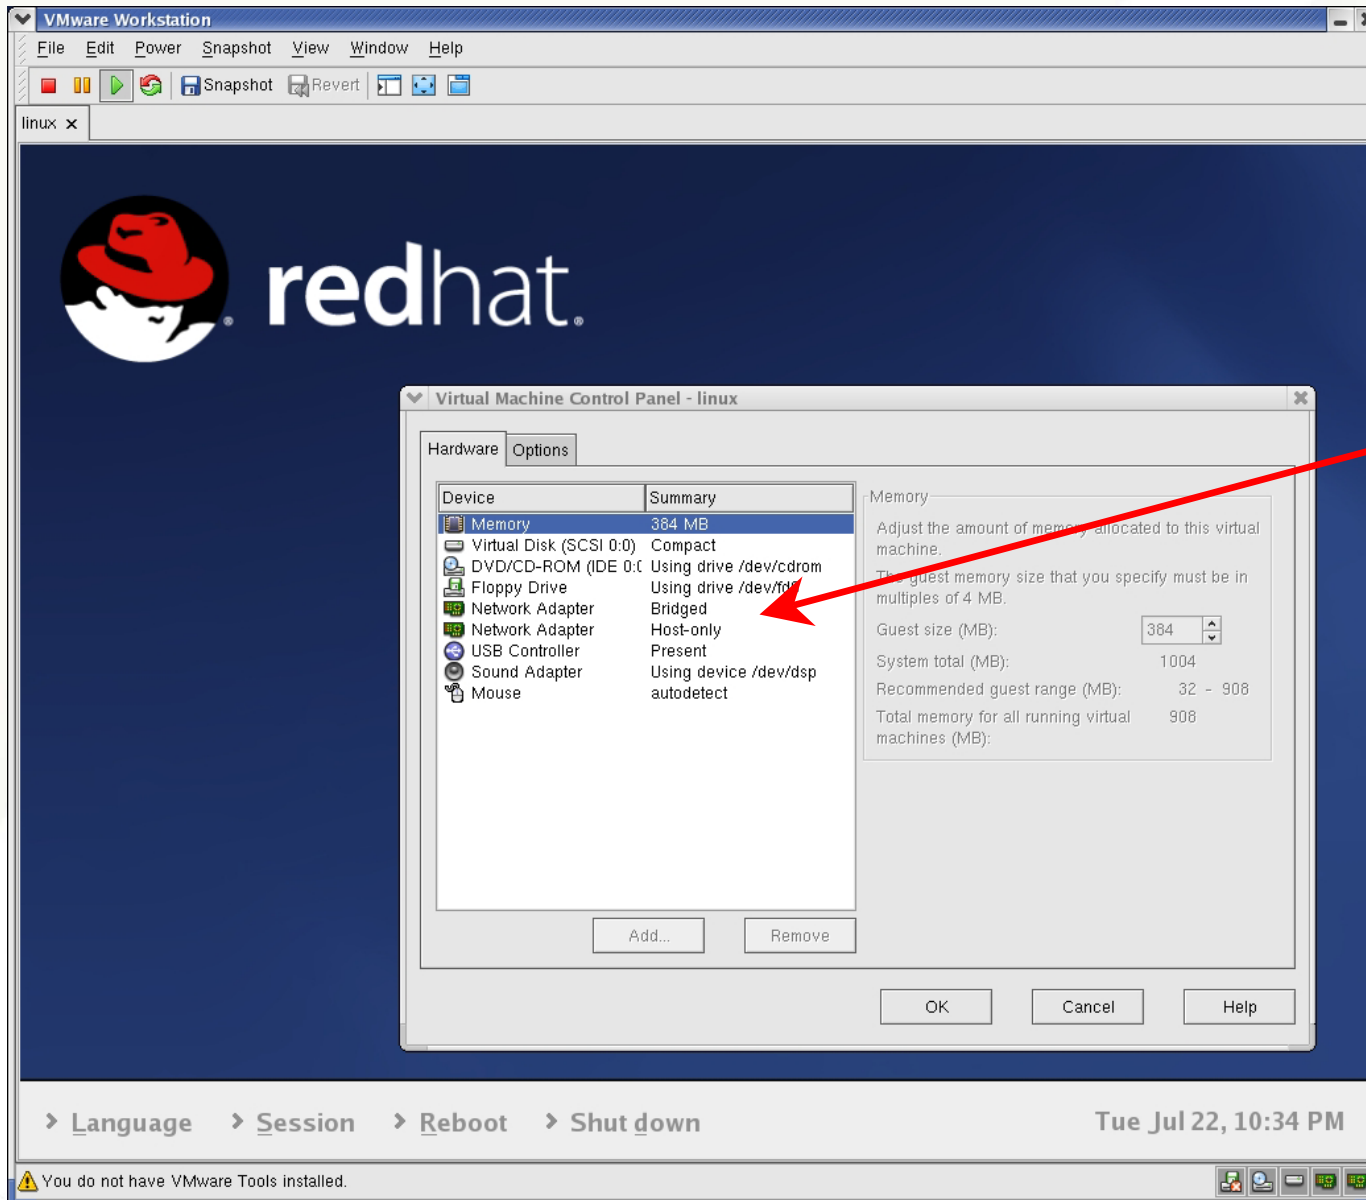 VMware Workstation
File Edit Power Snapshot View Window Help
Snapshot Revert
linux
redhat.
Virtual Machine Control Panel - linux
Hardware Options
Device Summary
Memory 384 MB
Virtual Disk (SCSI 0:0) Compact
DVD/CD-ROM (IDE 0:0 Using drive /dev/cdrom
Floppy Drive Using drive
Network Adapter Bridged
Network Adapter Host-only
USB Controller Present
Sound Adapter Using device /dev/dsp
Mouse autodetect
Add... Remove
Memory
Adjust the amount of memory allocated to this virtual
machine.
The guest memory size that you specify must be in
multiples of 4 MB.
Guest size (MB): 384
System total (MB): 1004
Recommended guest range (MB): 32 - 908
Total memory for all running virtual 908
machines (MB):
OK Cancel Help
Language Session Reboot Shut down
Tue Jul 22, 10:34 PM
You do not have VMware Tools installed.